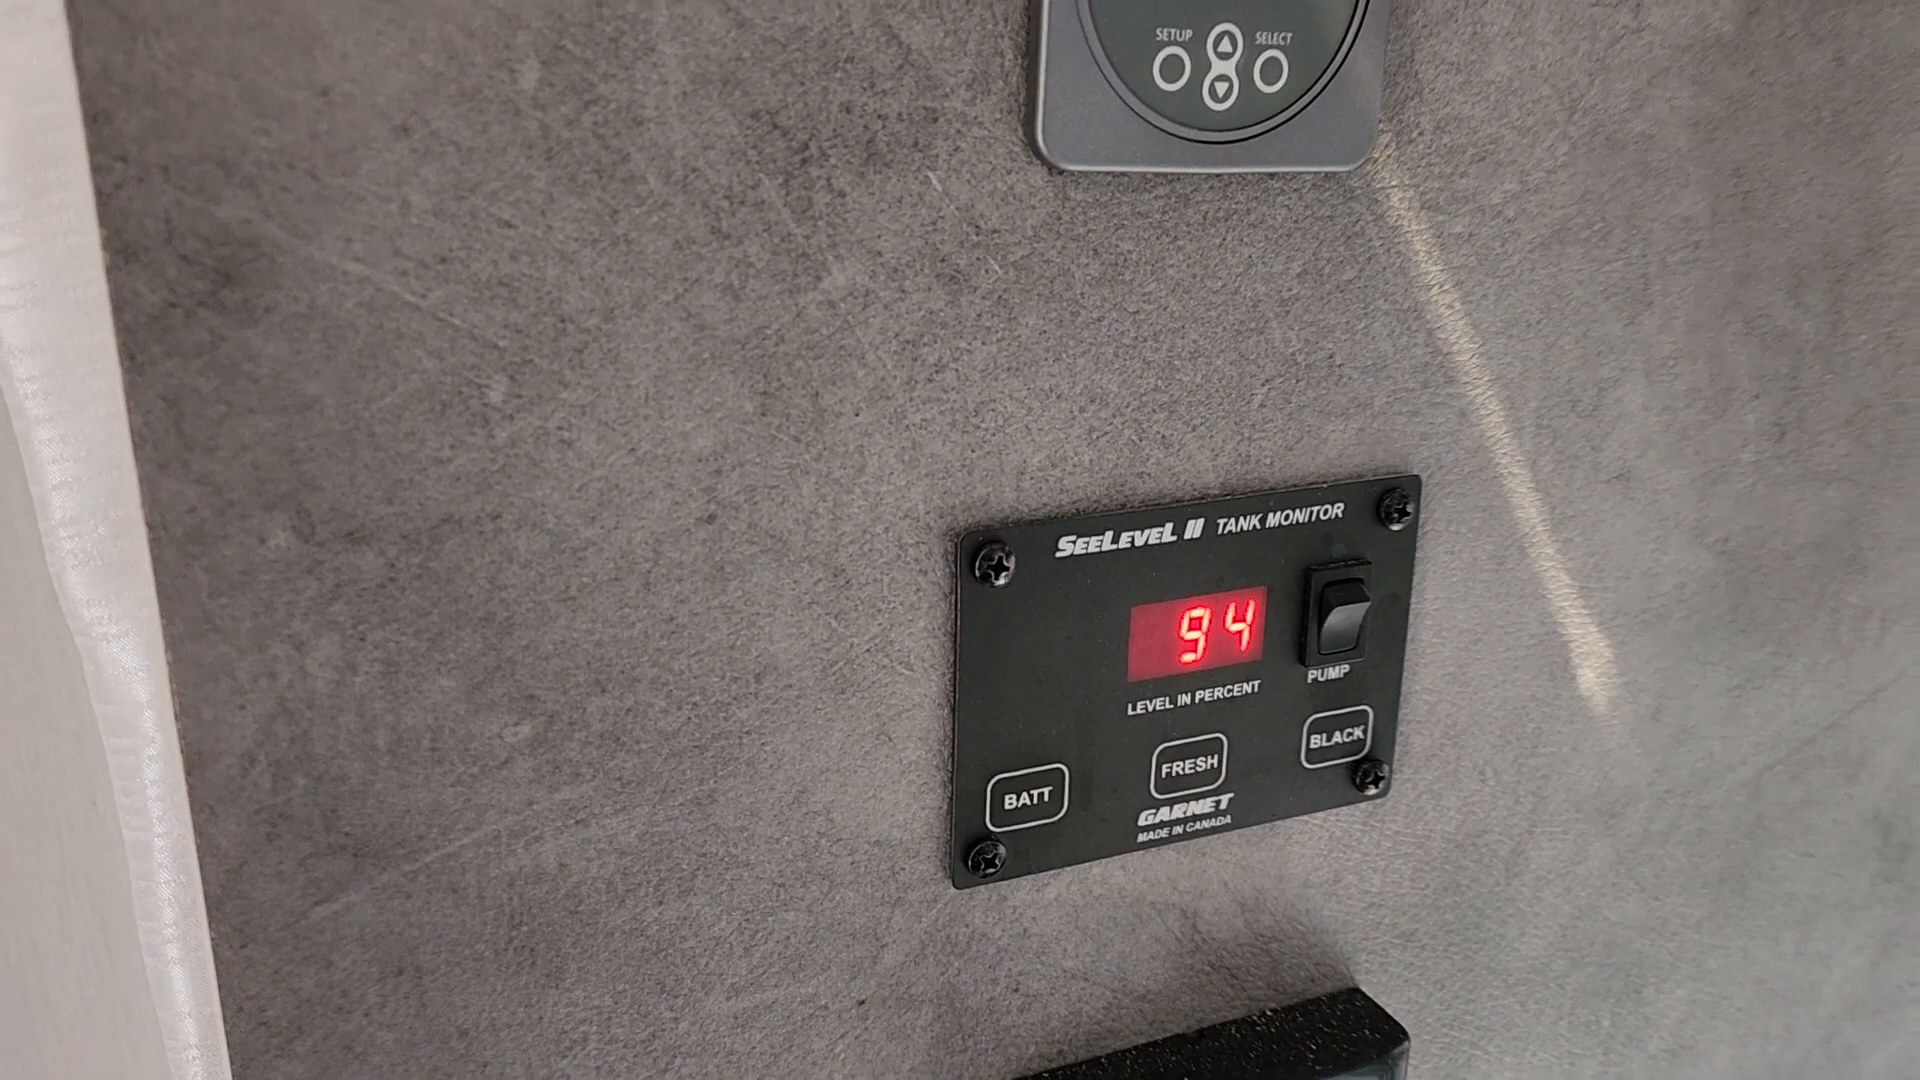 SETUP SELECT
SEELEVEL II TANK MONITOR
94
LEVEL IN PERCENT
PUMP
BATT FRESH BLACK
GARNET
MADE IN CANADA